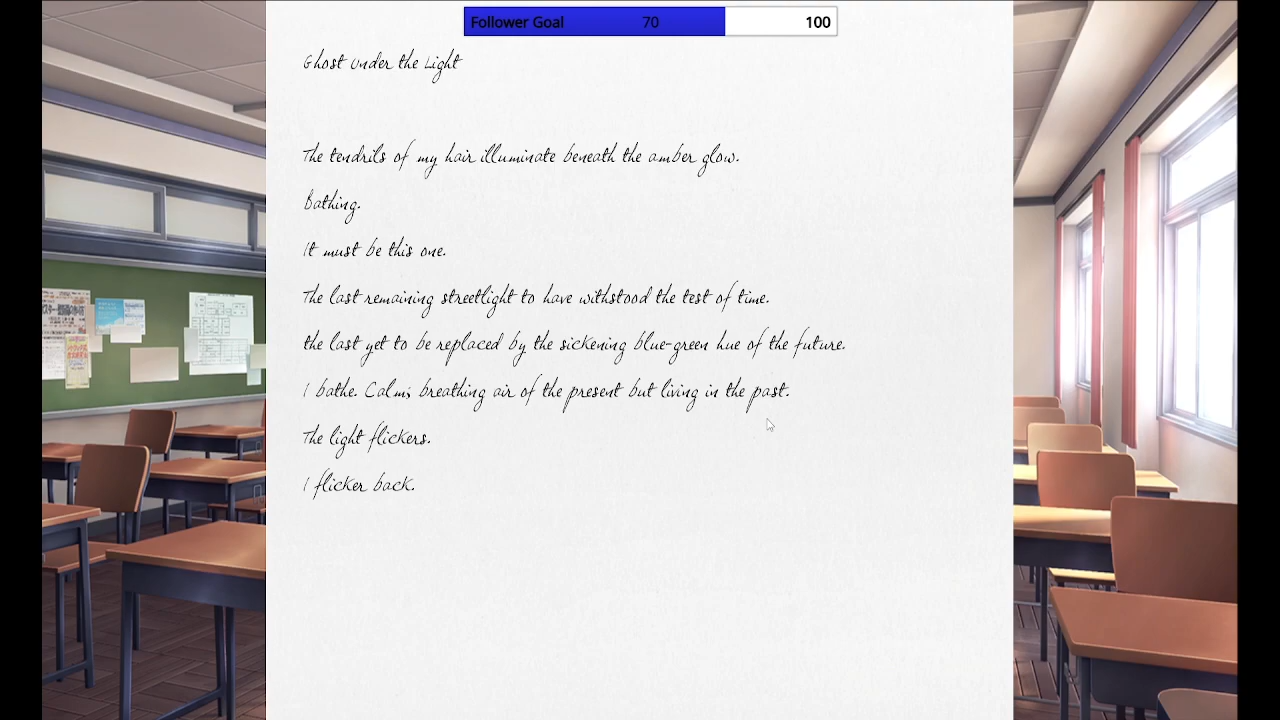 Follower Goal 70 100
Ghost Under the Light
The tendrils of my hair illuminate beneath the amber glow.
Bathing.
It must be this one.
The last remaining streetlight to have withstood the test of time.
the last yet to be replaced by the sickening blue-green hue of the future.
I bathe. Calm; breathing air of the present but living in the past.
The light flickers.
I flicker back.